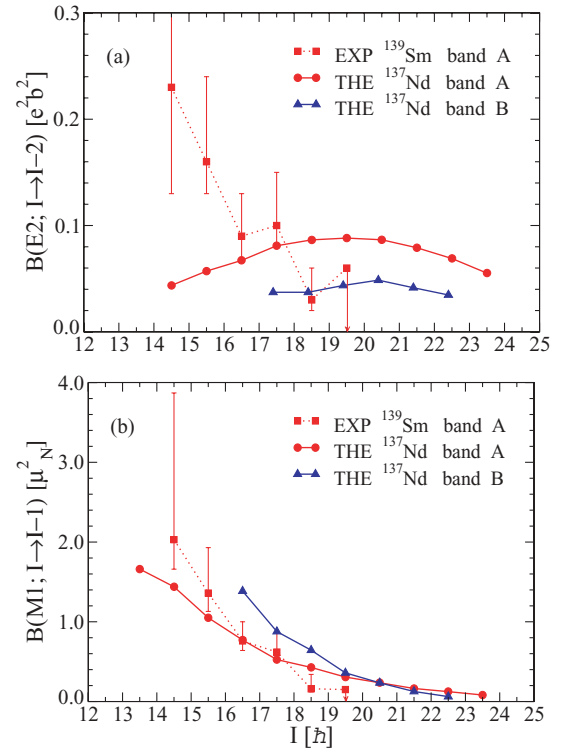 0.3
(a)
EXP ¹³⁹Sm band A
THE ¹³⁷Nd band A
THE ¹³⁷Nd band B
0.2
0.1
0.0
B(E2; I→I−2) [e²b²]
12 13 14 15 16 17 18 19 20 21 22 23 24 25
4.0
(b)
EXP ¹³⁹Sm band A
THE ¹³⁷Nd band A
THE ¹³⁷Nd band B
3.0
2.0
1.0
0.0
B(M1; I→I−1) [μ²N]
12 13 14 15 16 17 18 19 20 21 22 23 24 25
I [ħ]